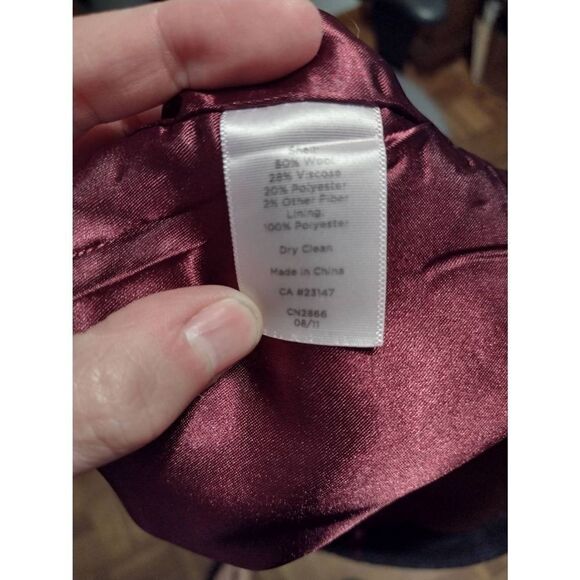 Shell:
50% Wool
28% Viscose
20% Polyester
2% Other Fiber
Lining:
100% Polyester
Dry Clean
Made in China
CA #23147
CN2866
08/11